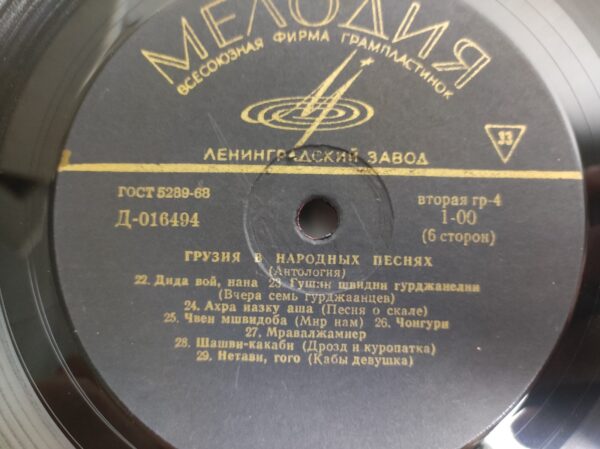 МЕЛОДИЯ
ВСЕСОЮЗНАЯ ФИРМА ГРАМПЛАСТИНОК
ЛЕНИНГРАДСКИЙ ЗАВОД
33
ГОСТ 5289-68
Д-016494
вторая гр-4
1-00
(6 сторон)
ГРУЗИЯ В НАРОДНЫХ ПЕСНЯХ
(Антология)
22. Дида вой, нана 23. Гушин швидни гурджанелни
(Вчера семь гурджаанцев)
24. Ахра иазку аша (Песня о скале)
25. Чвен мшвидоба (Мир нам) 26. Чонгури
27. Мравалжамиер
28. Шашви-какаби (Дрозд и куропатка)
29. Нетави, гого (Кабы девушка)